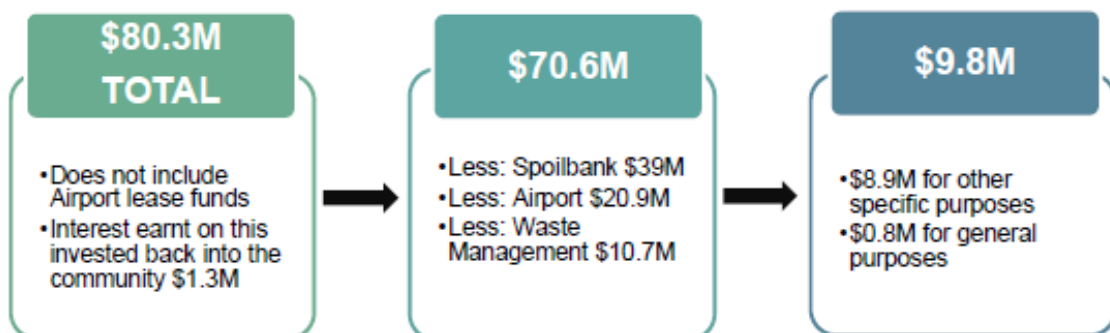 $80.3M
TOTAL
•Does not include
Airport lease funds
•Interest earnt on this
invested back into the
community $1.3M
$70.6M
•Less: Spoilbank $39M
•Less: Airport $20.9M
•Less: Waste
Management $10.7M
$9.8M
•$8.9M for other
specific purposes
•$0.8M for general
purposes